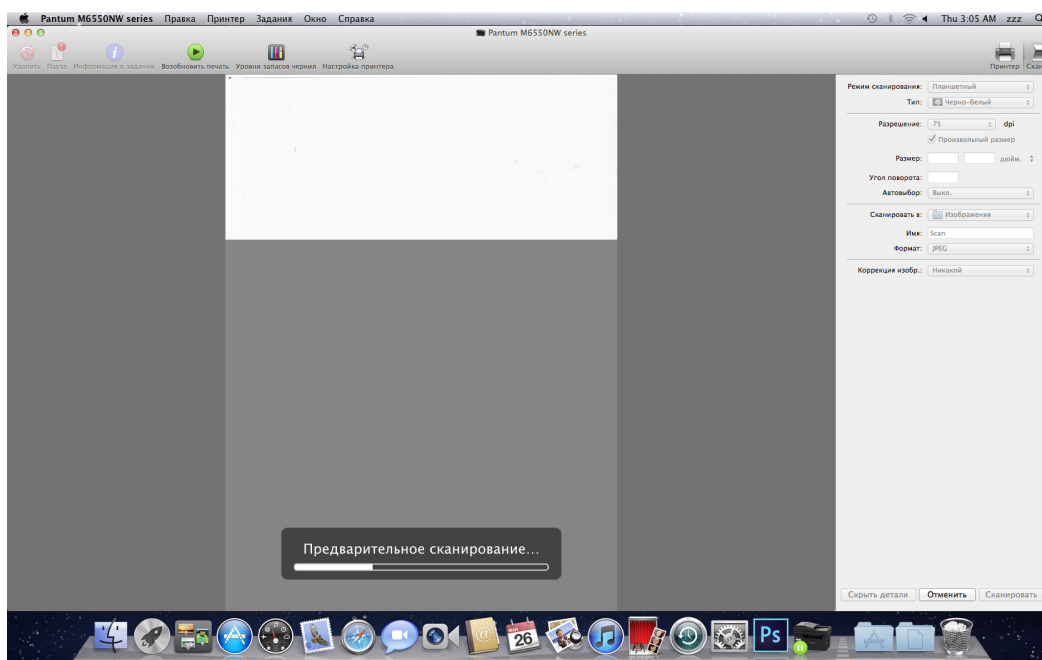 Pantum M6550NW series Правка Принтер Задания Окно Справка Thu 3:05 AM zzz
Pantum M6550NW series
Удалить Пауза Информация о задании Возобновить печать Уровни запасов чернил Настройка принтера Принтер Скан
Режим сканирования: Планшетный
Тип: Черно-белый
Разрешение: 75 dpi
Произвольный размер
Размер: дюйм.
Угол поворота:
Автовыбор: Выкл.
Сканировать в: Изображения
Имя: Scan
Формат: JPEG
Коррекция изобр.: Никакой
Предварительное сканирование...
Скрыть детали Отменить Сканировать
26
Ps